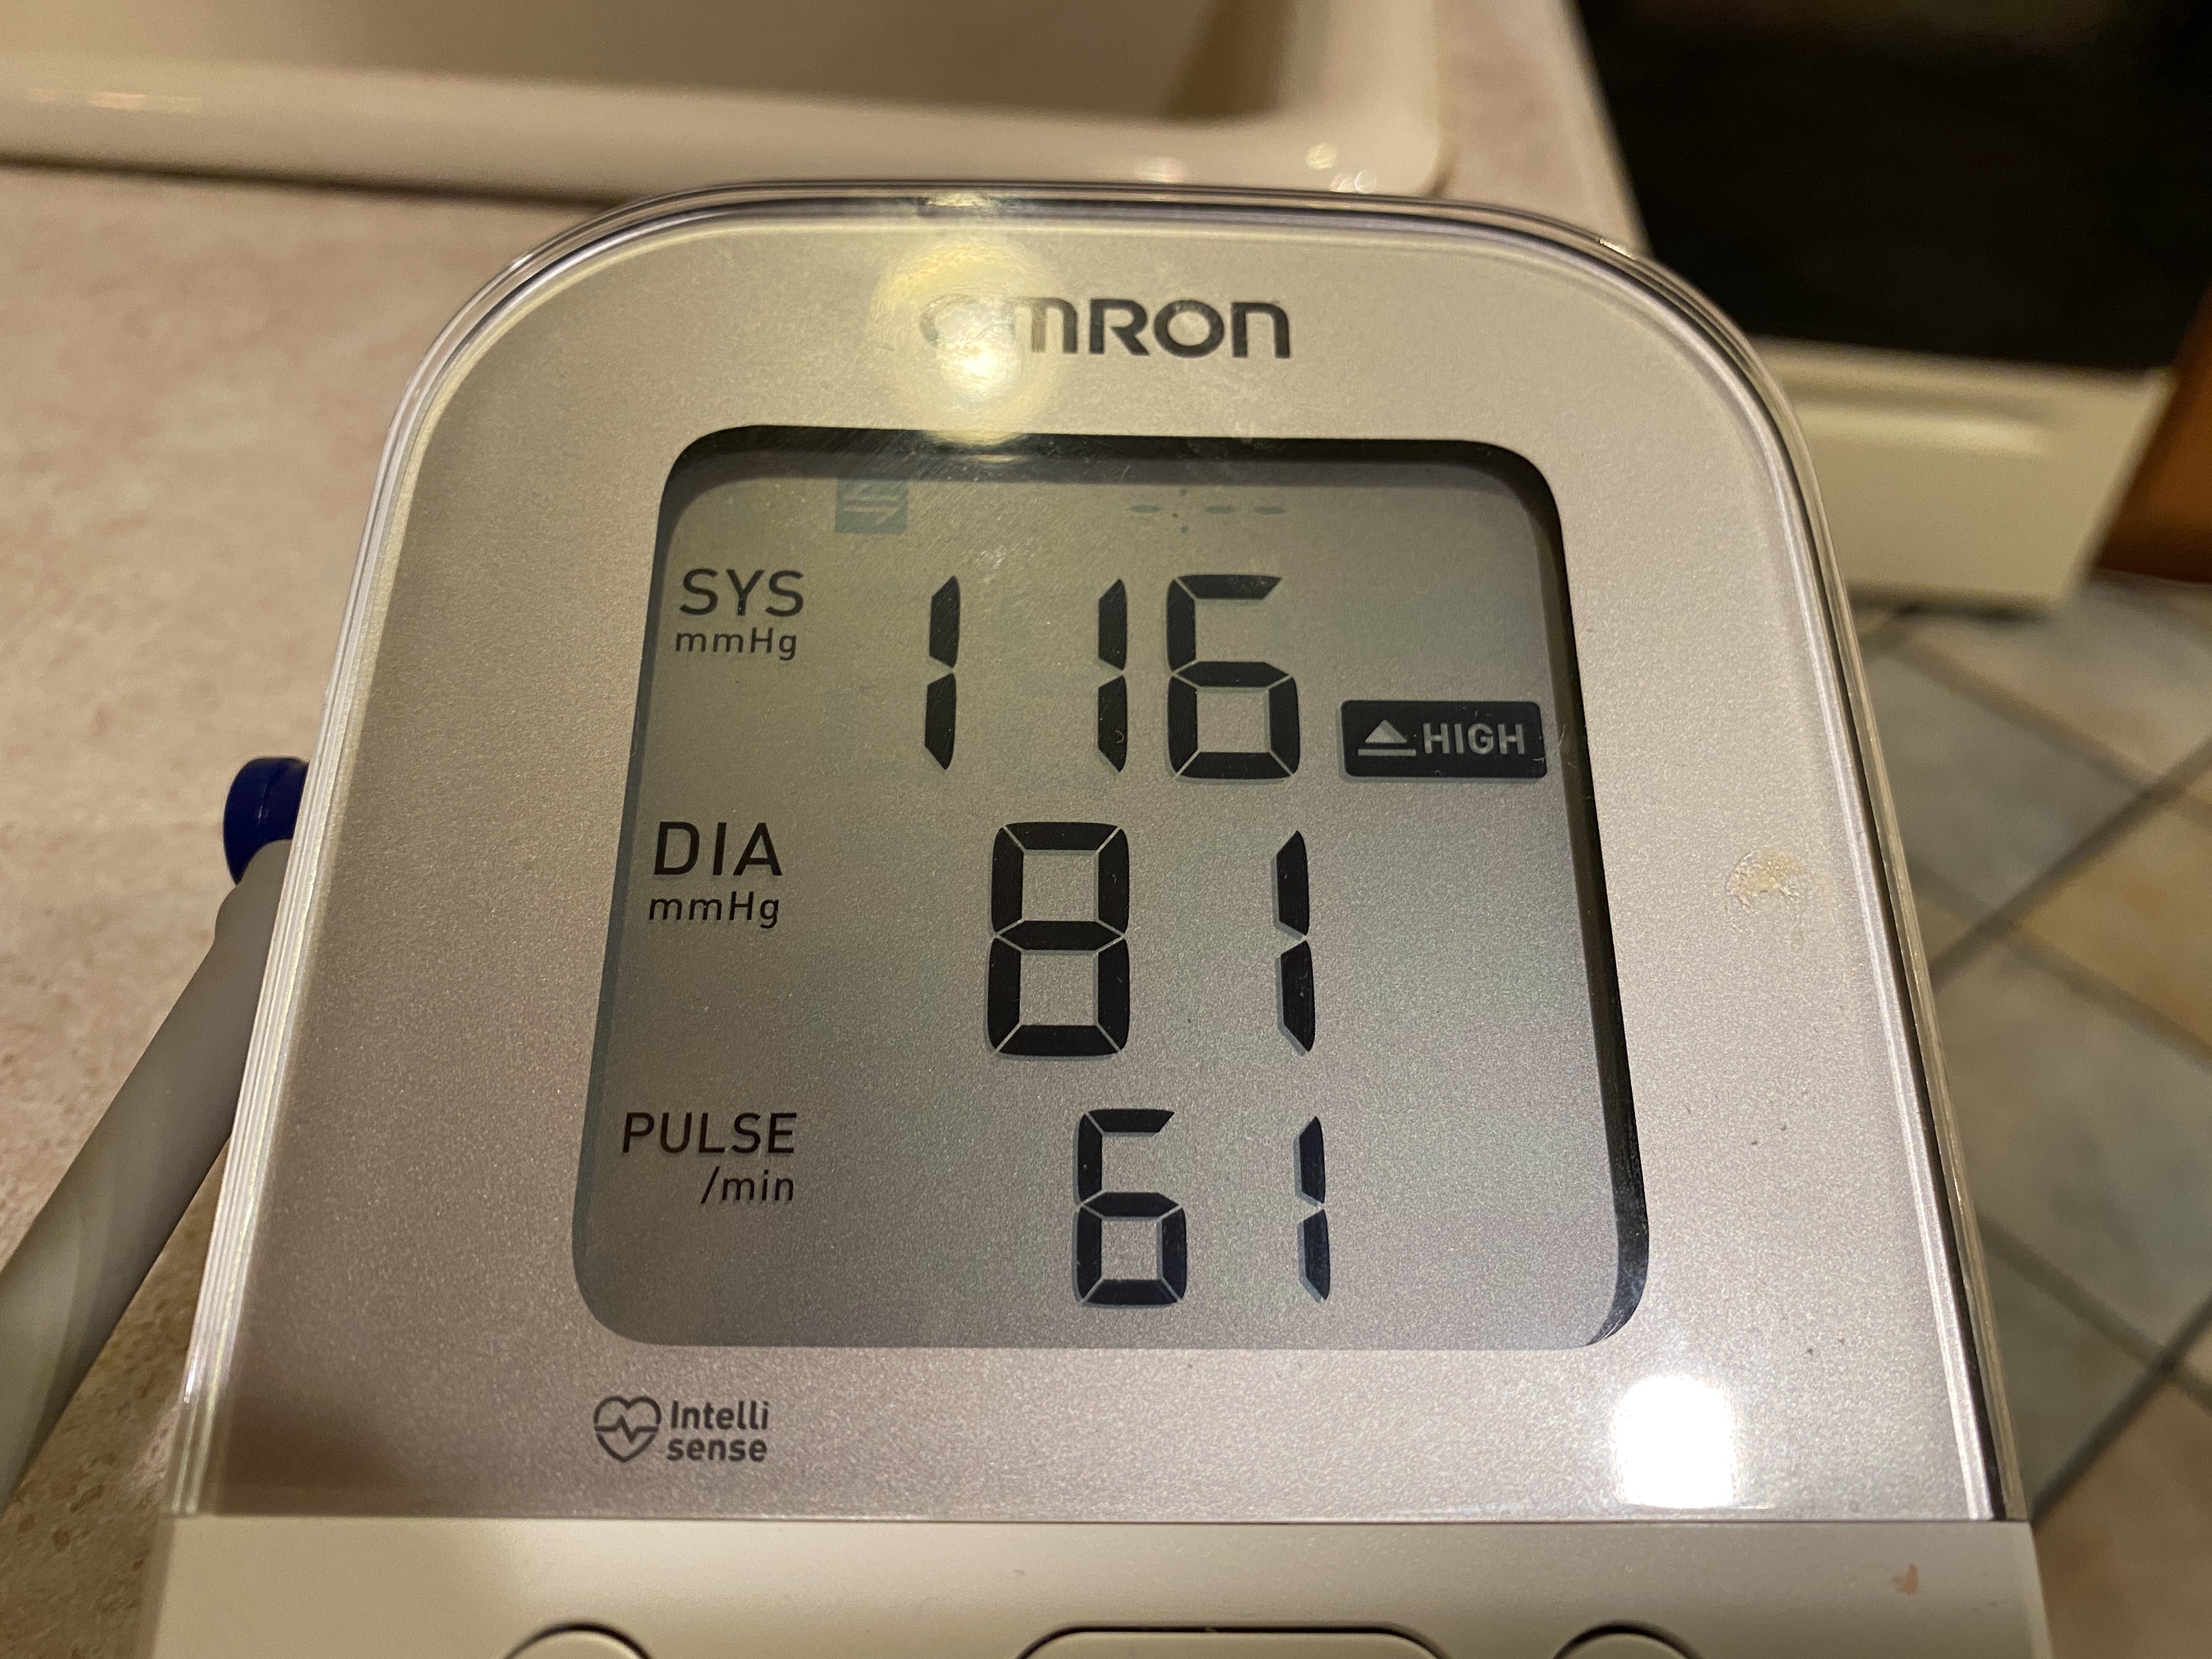 OMRON
SYS 116
mmHg
HIGH
DIA 81
mmHg
PULSE 61
/min
Intelli
sense